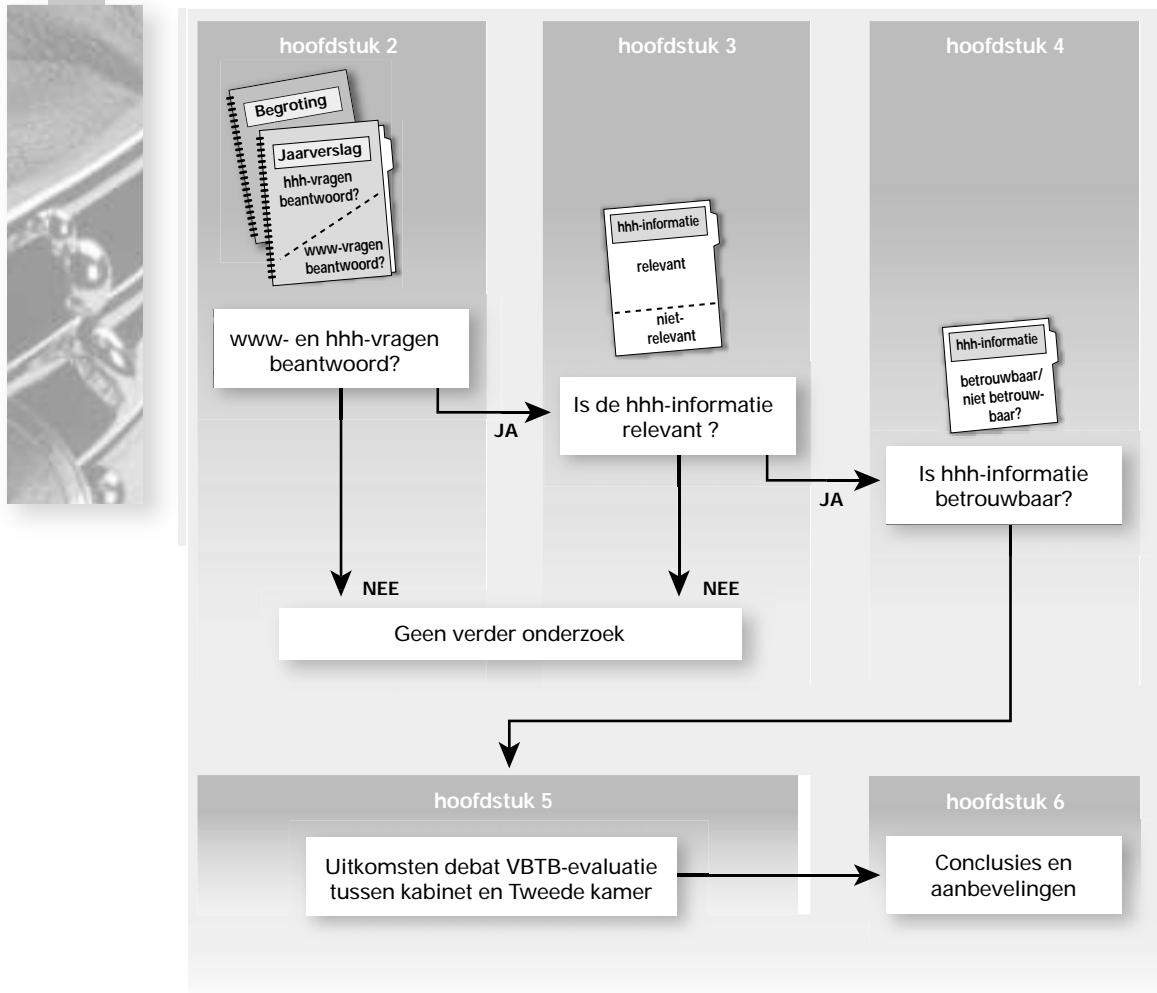 hoofdstuk 2
Begroting
Jaarverslag
hhh-vragen
beantwoord?
www-vragen
beantwoord?
www- en hhh-vragen
beantwoord?
JA
NEE
hoofdstuk 3
hhh-informatie
relevant
niet-
relevant
Is de hhh-informatie
relevant ?
JA
NEE
hoofdstuk 4
hhh-informatie
betrouwbaar/
niet betrouw-
baar?
Is hhh-informatie
betrouwbaar?
Geen verder onderzoek
hoofdstuk 5
Uitkomsten debat VBTB-evaluatie
tussen kabinet en Tweede kamer
hoofdstuk 6
Conclusies en
aanbevelingen